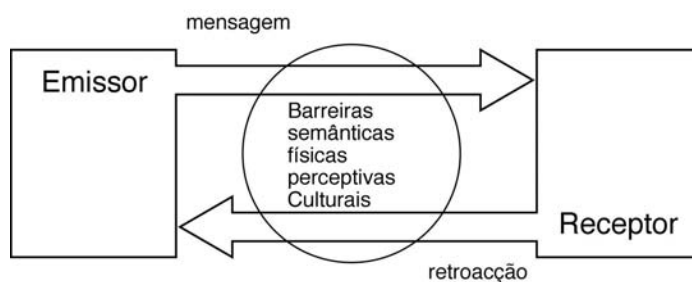 mensagem
Emissor
Barreiras
semânticas
físicas
perceptivas
Culturais
Receptor
retroacção